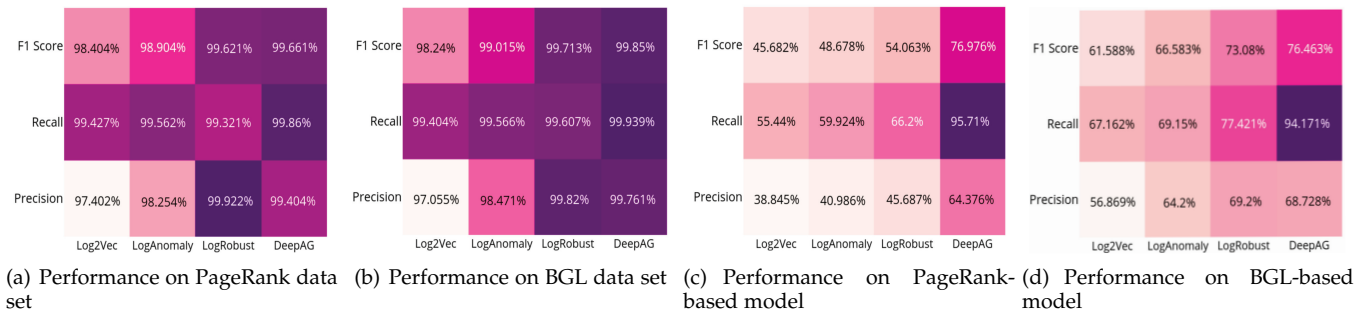 F1 Score 98.404% 98.904% 99.621% 99.661%
Recall 99.427% 99.562% 99.321% 99.86%
Precision 97.402% 98.254% 99.922% 99.404%
Log2Vec LogAnomaly LogRobust DeepAG
(a) Performance on PageRank data
set
F1 Score 98.24% 99.015% 99.713% 99.85%
Recall 99.404% 99.566% 99.607% 99.939%
Precision 97.055% 98.471% 99.82% 99.761%
Log2Vec LogAnomaly LogRobust DeepAG
(b) Performance on BGL data set
F1 Score 45.682% 48.678% 54.063% 76.976%
Recall 55.44% 59.924% 66.2% 95.71%
Precision 38.845% 40.986% 45.687% 64.376%
Log2Vec LogAnomaly LogRobust DeepAG
(c) Performance on PageRank-
based model
F1 Score 61.588% 66.583% 73.08% 76.463%
Recall 67.162% 69.15% 77.421% 94.171%
Precision 56.869% 64.2% 69.2% 68.728%
Log2Vec LogAnomaly LogRobust DeepAG
(d) Performance on BGL-based
model